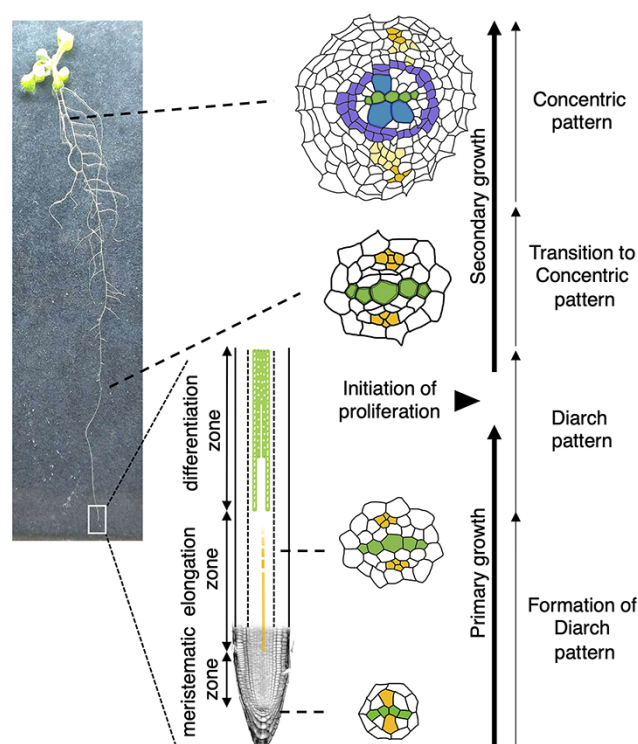 Concentric
pattern
Secondary growth
Transition to
Concentric
pattern
Initiation of
proliferation
Diarch
pattern
differentiation
zone
elongation
zone
meristematic
zone
Primary growth
Formation of
Diarch
pattern